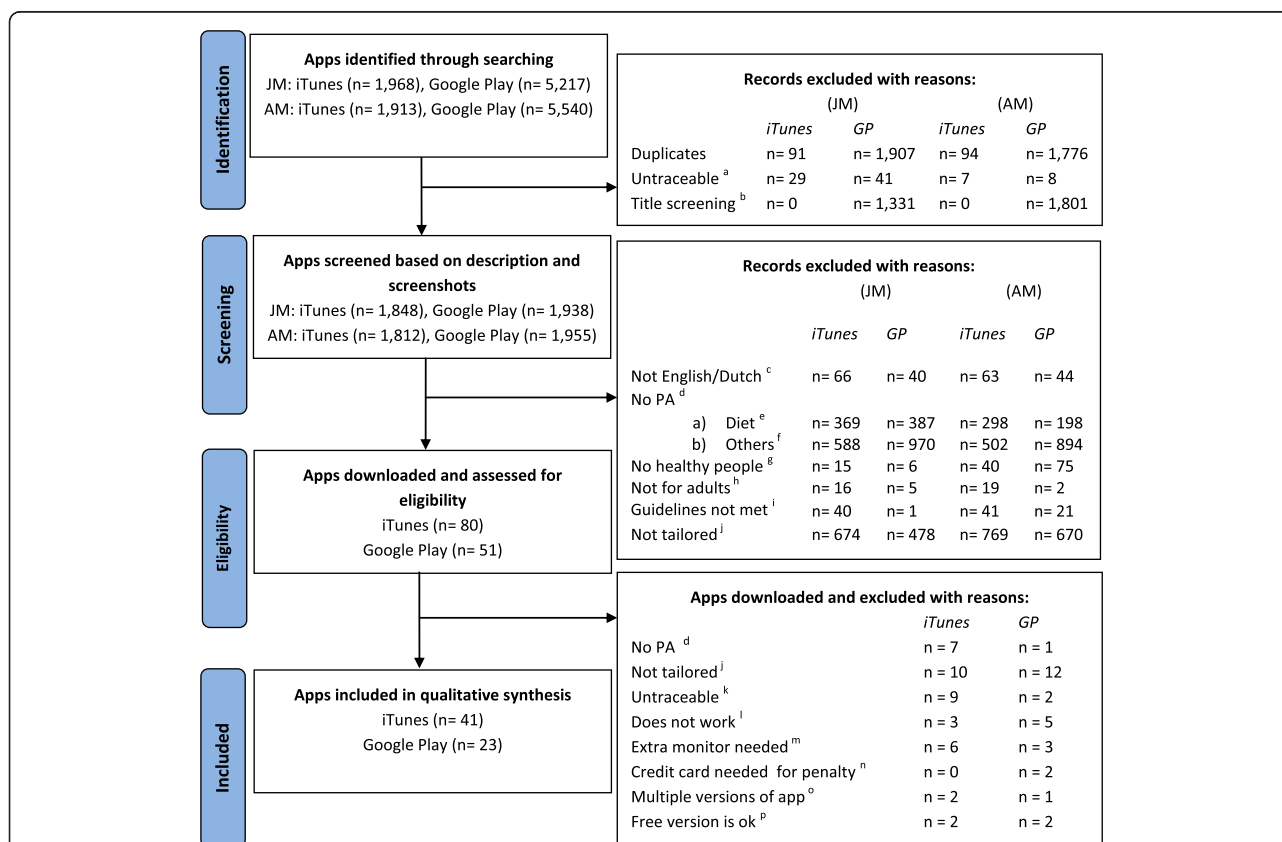 Identification
Apps identified through searching
JM: iTunes (n= 1,968), Google Play (n= 5,217)
AM: iTunes (n= 1,913), Google Play (n= 5,540)
Records excluded with reasons:
(JM) (AM)
iTunes GP iTunes GP
Duplicates n= 91 n= 1,907 n= 94 n= 1,776
Untraceable a n= 29 n= 41 n= 7 n= 8
Title screening b n= 0 n= 1,331 n= 0 n= 1,801
Screening
Apps screened based on description and
screenshots
JM: iTunes (n= 1,848), Google Play (n= 1,938)
AM: iTunes (n= 1,812), Google Play (n= 1,955)
Records excluded with reasons:
(JM) (AM)
iTunes GP iTunes GP
Not English/Dutch c n= 66 n= 40 n= 63 n= 44
No PA d
a) Diet e n= 369 n= 387 n= 298 n= 198
b) Others f n= 588 n= 970 n= 502 n= 894
No healthy people g n= 15 n= 6 n= 40 n= 75
Not for adults h n= 16 n= 5 n= 19 n= 2
Guidelines not met i n= 40 n= 1 n= 41 n= 21
Not tailored j n= 674 n= 478 n= 769 n= 670
Eligibility
Apps downloaded and assessed for
eligibility
iTunes (n= 80)
Google Play (n= 51)
Apps downloaded and excluded with reasons:
iTunes GP
No PA d n = 7 n = 1
Not tailored j n = 10 n = 12
Untraceable k n = 9 n = 2
Does not work l n = 3 n = 5
Extra monitor needed m n = 6 n = 3
Credit card needed for penalty n n = 0 n = 2
Multiple versions of app o n = 2 n = 1
Free version is ok p n = 2 n = 2
Included
Apps included in qualitative synthesis
iTunes (n= 41)
Google Play (n= 23)